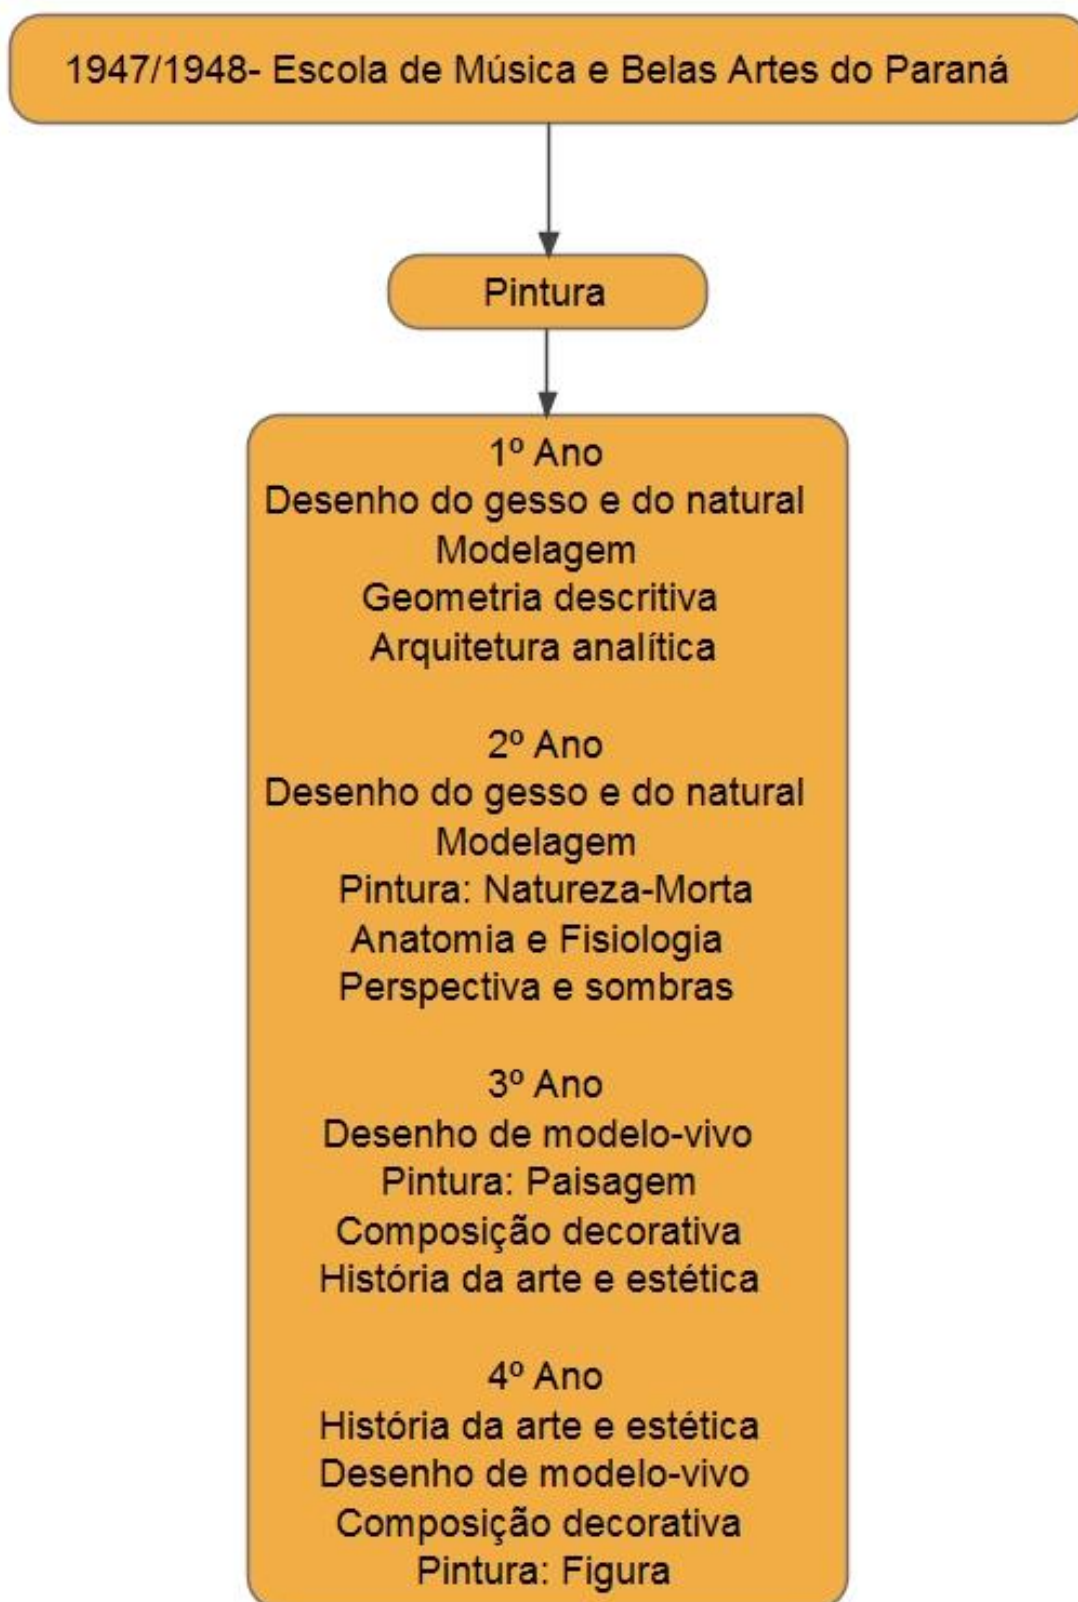 1947/1948- Escola de Música e Belas Artes do Paraná
Pintura
1º Ano
Desenho do gesso e do natural
Modelagem
Geometria descritiva
Arquitetura analítica
2º Ano
Desenho do gesso e do natural
Modelagem
Pintura: Natureza-Morta
Anatomia e Fisiologia
Perspectiva e sombras
3º Ano
Desenho de modelo-vivo
Pintura: Paisagem
Composição decorativa
História da arte e estética
4º Ano
História da arte e estética
Desenho de modelo-vivo
Composição decorativa
Pintura: Figura